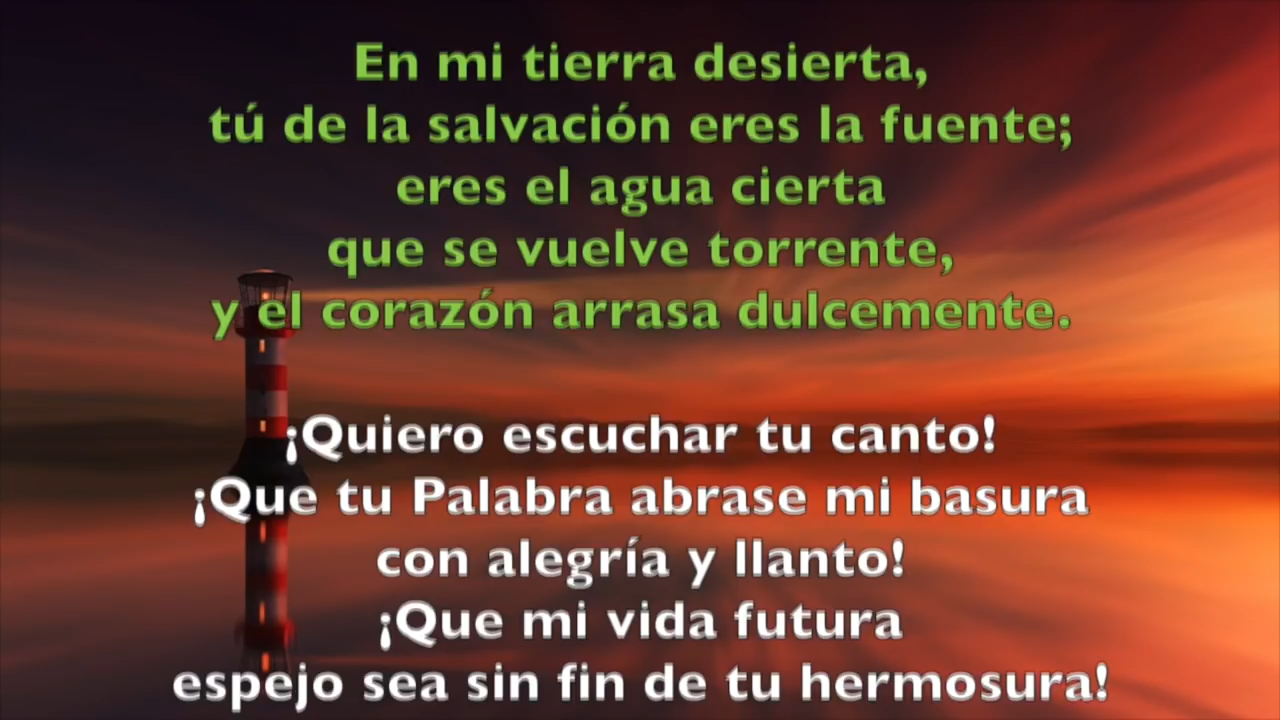 En mi tierra desierta,
tú de la salvación eres la fuente;
eres el agua cierta
que se vuelve torrente,
y el corazón arrasa dulcemente.
¡Quiero escuchar tu canto!
¡Que tu Palabra abrase mi basura
con alegría y llanto!
¡Que mi vida futura
espejo sea sin fin de tu hermosura!